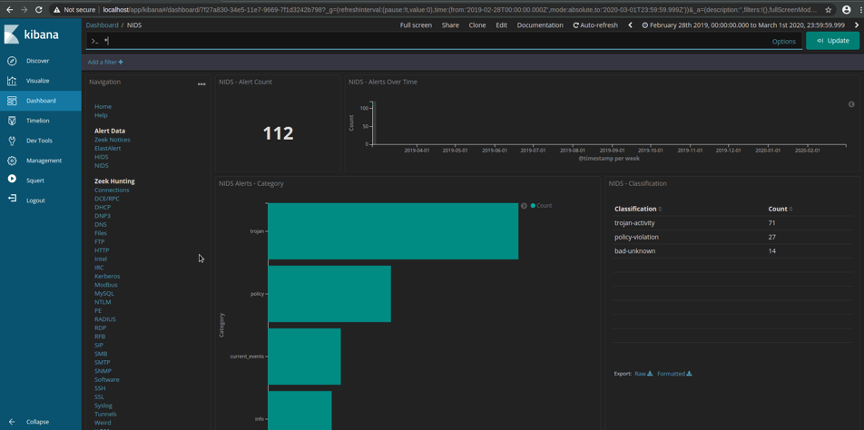 Not secure | localhost/app/kibana#/dashboard/7f27a830-34e5-11e7-9669-7f1d3242b798?_g=(refreshInterval:(pause:!t,value:0),time:(from:'2019-02-28T00:00:00.000Z',mode:absolute,to:'2020-03-01T23:59:59.999Z'))&_a=(description:'',filters:!(),fullScreenMod...
kibana
Discover
Visualize
Dashboard
Timelion
Dev Tools
Management
Squert
Logout
Collapse
Dashboard / NIDS
Full screen Share Clone Edit Documentation Auto-refresh February 28th 2019, 00:00:00.000 to March 1st 2020, 23:59:59.999
>_ *
Options
Update
Add a filter +
Navigation
Home
Help
Alert Data
Zeek Notices
ElastAlert
HIDS
NIDS
Zeek Hunting
Connections
DCE/RPC
DHCP
DNP3
DNS
Files
FTP
HTTP
Intel
IRC
Kerberos
Modbus
MySQL
NTLM
PE
RADIUS
RDP
RFB
SIP
SMB
SMTP
SNMP
Software
SSH
SSL
Syslog
Tunnels
Weird
NIDS - Alert Count
112
NIDS - Alerts Over Time
Count
100
50
0
2019-04-01 2019-05-01 2019-06-01 2019-07-01 2019-08-01 2019-09-01 2019-10-01 2019-11-01 2019-12-01 2020-01-01 2020-02-01
@timestamp per week
NIDS Alerts - Category
Count
Category
trojan
policy
current_events
info
NIDS - Classification
Classification Count
trojan-activity 71
policy-violation 27
bad-unknown 14
Export: Raw Formatted